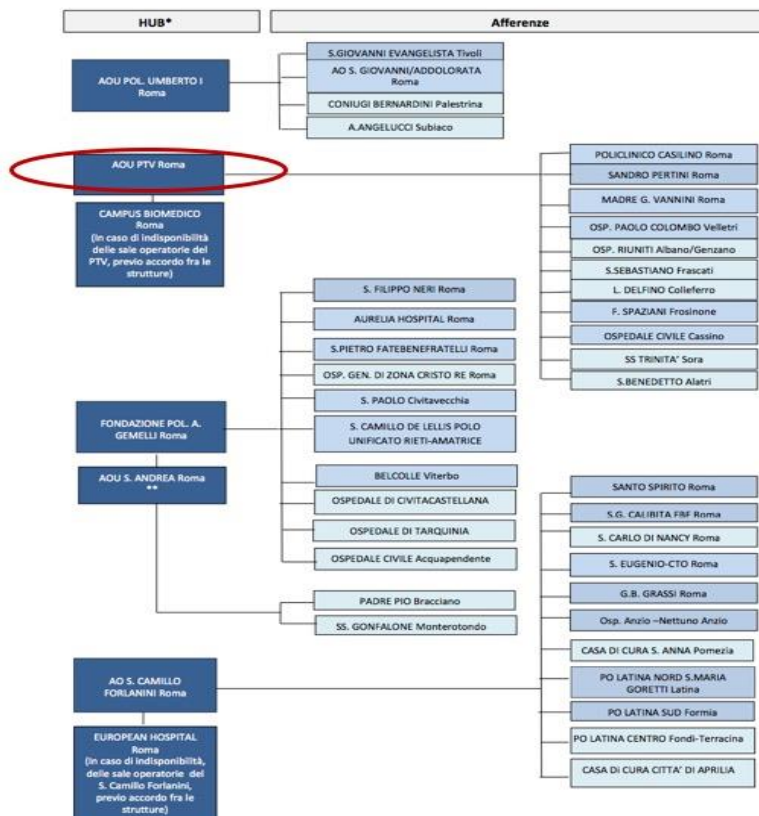 HUB*
Afferenze
AOU POL. UMBERTO I
Roma
S.GIOVANNI EVANGELISTA Tivoli
AO S. GIOVANNI/ADDOLORATA
Roma
CONIUGI BERNARDINI Palestrina
A.ANGELUCCI Subiaco
AOU PTV Roma
CAMPUS BIOMEDICO
Roma
(In caso di indisponibilità
delle sale operatorie del
PTV, previo accordo fra le
strutture)
POLICLINICO CASILINO Roma
SANDRO PERTINI Roma
MADRE G. VANNINI Roma
OSP. PAOLO COLOMBO Velletri
OSP. RIUNITI Albano/Genzano
S.SEBASTIANO Frascati
L. DELFINO Colleferro
F. SPAZIANI Frosinone
OSPEDALE CIVILE Cassino
SS TRINITA' Sora
S.BENEDETTO Alatri
FONDAZIONE POL. A.
GEMELLI Roma
S. FILIPPO NERI Roma
AURELIA HOSPITAL Roma
S.PIETRO FATEBENEFRATELLI Roma
OSP. GEN. DI ZONA CRISTO RE Roma
S. PAOLO Civitavecchia
S. CAMILLO DE LELLIS POLO
UNIFICATO RIETI-AMATRICE
BELCOLLE Viterbo
OSPEDALE DI CIVITACASTELLANA
OSPEDALE DI TARQUINIA
OSPEDALE CIVILE Acquapendente
AOU S. ANDREA Roma
**
PADRE PIO Bracciano
SS. GONFALONE Monterotondo
AO S. CAMILLO
FORLANINI Roma
EUROPEAN HOSPITAL
Roma
(In caso di indisponibilità,
delle sale operatorie del
S. Camillo Forlanini,
previo accordo fra le
strutture)
SANTO SPIRITO Roma
S.G. CALIBITA FBF Roma
S. CARLO DI NANCY Roma
S. EUGENIO-CTO Roma
G.B. GRASSI Roma
Osp. Anzio –Nettuno Anzio
CASA DI CURA S. ANNA Pomezia
PO LATINA NORD S.MARIA
GORETTI Latina
PO LATINA SUD Formia
PO LATINA CENTRO Fondi-Terracina
CASA DI CURA CITTA' DI APRILIA